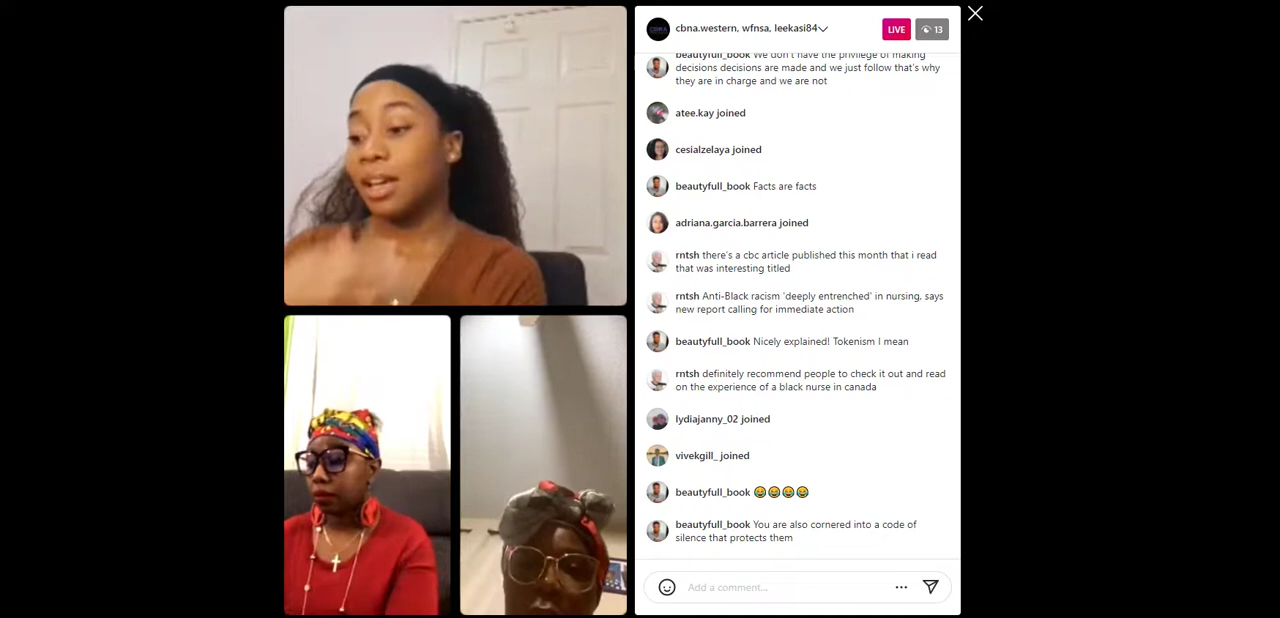 cbna.western, wfnsa, leekasi84
LIVE
13
beautyfull_book We don't have the privilege of making
decisions decisions are made and we just follow that's why
they are in charge and we are not
atee.kay joined
cesialzelaya joined
beautyfull_book Facts are facts
adriana.garcia.barrera joined
rntsh there's a cbc article published this month that i read
that was interesting titled
rntsh Anti-Black racism 'deeply entrenched' in nursing, says
new report calling for immediate action
beautyfull_book Nicely explained! Tokenism I mean
rntsh definitely recommend people to check it out and read
on the experience of a black nurse in canada
lydiajanny_02 joined
vivekgill_ joined
beautyfull_book 😂😂😂😂
beautyfull_book You are also cornered into a code of
silence that protects them
Add a comment...